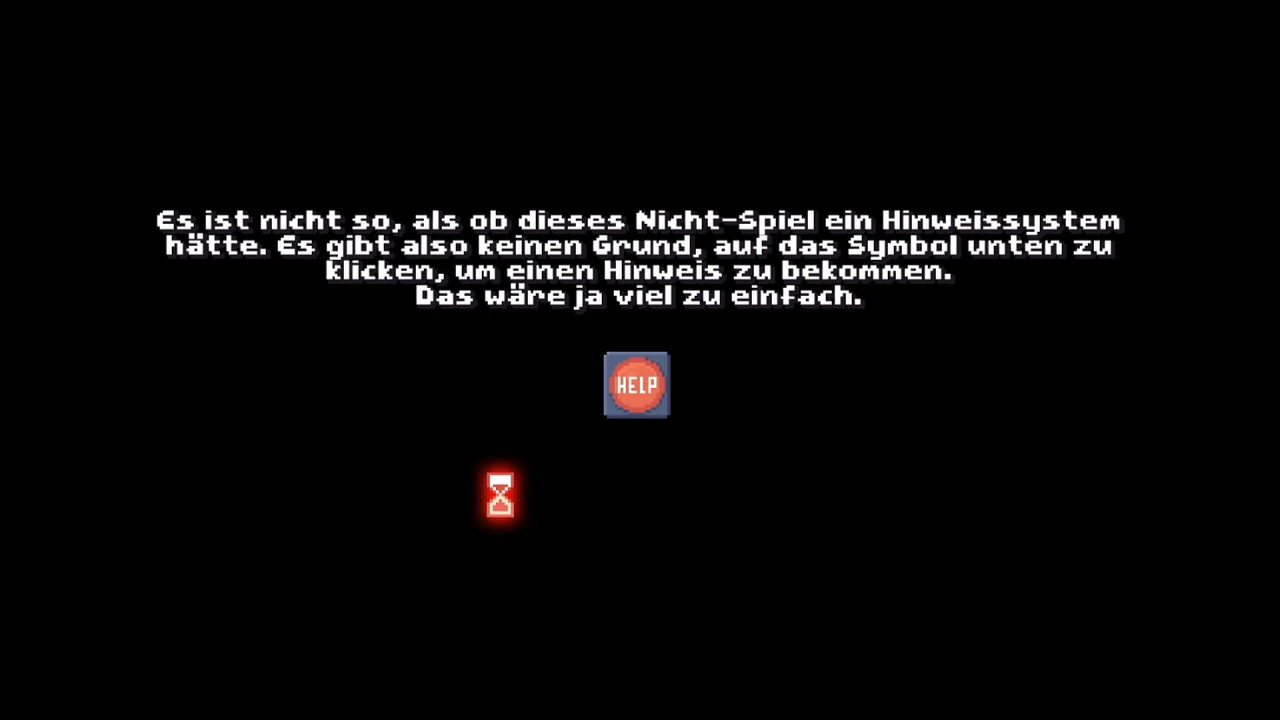 Es ist nicht so, als ob dieses Nicht-Spiel ein Hinweissystem
hätte. Es gibt also keinen Grund, auf das Symbol unten zu
klicken, um einen Hinweis zu bekommen.
Das wäre ja viel zu einfach.
HELP